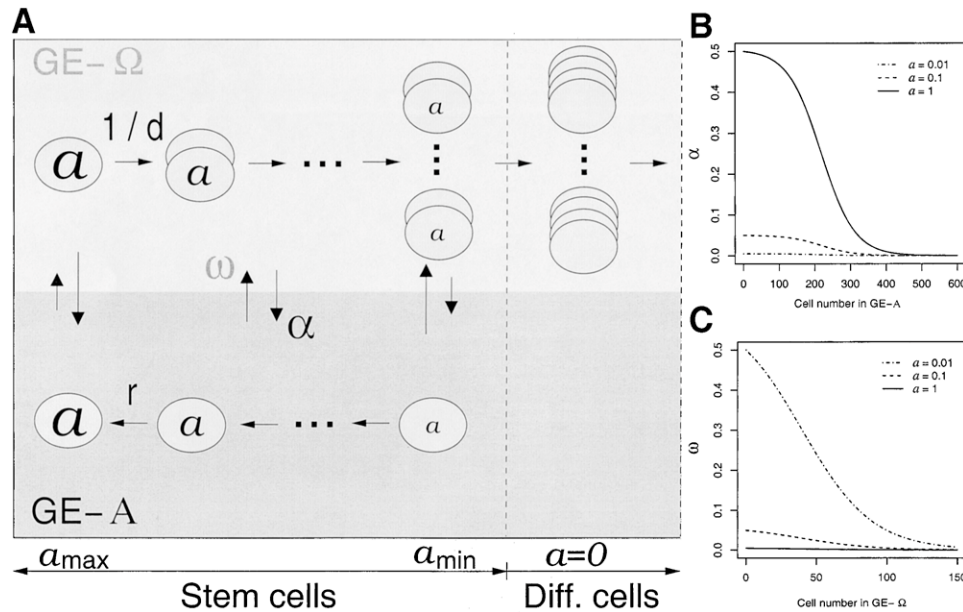 A
GE- Ω
a
1 / d
a
...
a
a
ω
α
a
r
a
...
a
GE- A
a max
a min
a=0
Stem cells
Diff. cells
B
a = 0.01
a = 0.1
a = 1
α
0.5
0.4
0.3
0.2
0.1
0.0
0 100 200 300 400 500 600
Cell number in GE-A
C
a = 0.01
a = 0.1
a = 1
ω
0.5
0.4
0.3
0.2
0.1
0.0
0 50 100 150
Cell number in GE- Ω